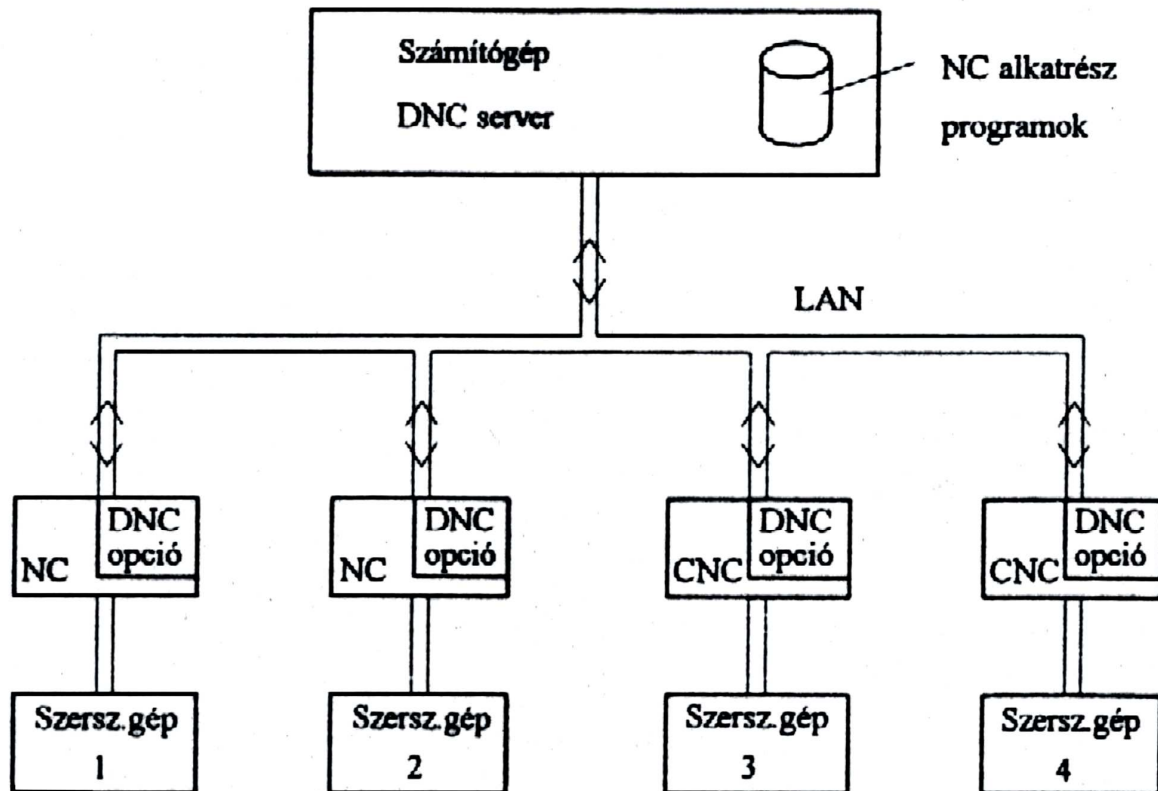 Számítógép
DNC server
NC alkatrész
programok
LAN
DNC
opció
NC
DNC
opció
NC
DNC
opció
CNC
DNC
opció
CNC
Szersz.gép
1
Szersz.gép
2
Szersz.gép
3
Szersz.gép
4